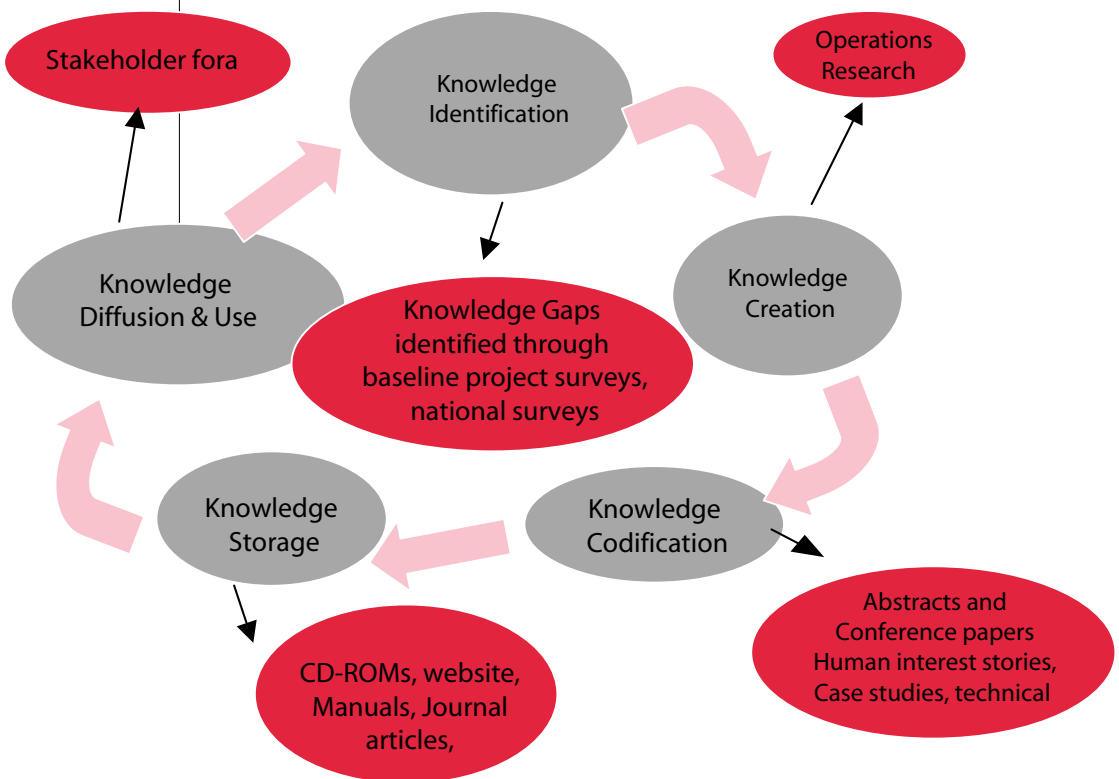 Stakeholder fora
Knowledge
Identification
Operations
Research
Knowledge
Diffusion & Use
Knowledge Gaps
identified through
baseline project surveys,
national surveys
Knowledge
Creation
Knowledge
Storage
Knowledge
Codification
CD-ROMs, website,
Manuals, Journal
articles,
Abstracts and
Conference papers
Human interest stories,
Case studies, technical